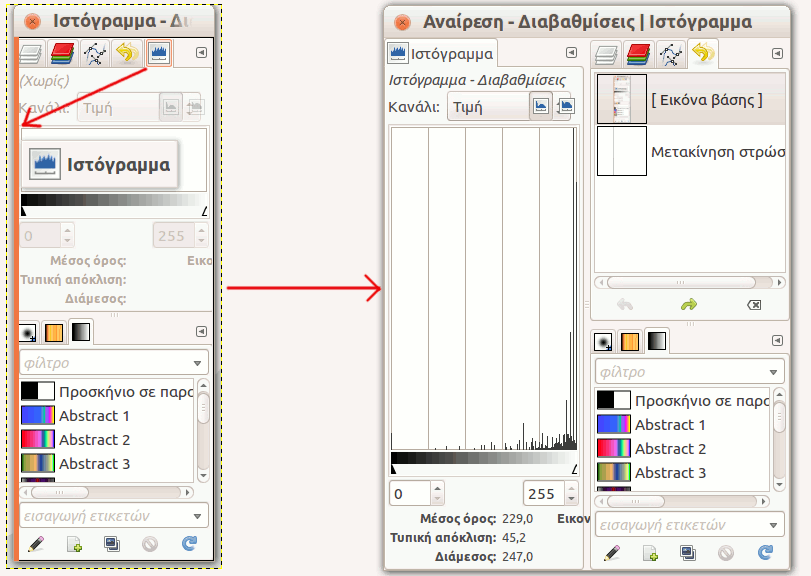 Ιστόγραμμα - Δι
(Χωρίς)
Κανάλι: Τιμή
Ιστόγραμμα
0 255
Μέσος όρος: Εικο
Τυπική απόκλιση:
Διάμεσος:
φίλτρο
Προσκήνιο σε παρο
Abstract 1
Abstract 2
Abstract 3
εισαγωγή ετικετών
Αναίρεση - Διαβαθμίσεις | Ιστόγραμμα
Ιστόγραμμα
Ιστόγραμμα - Διαβαθμίσεις
Κανάλι: Τιμή
0 255
Μέσος όρος: 229,0 Εικον
Τυπική απόκλιση: 45,2
Διάμεσος: 247,0
[ Εικόνα βάσης ]
Μετακίνηση στρώσ
φίλτρο
Προσκήνιο σε παρο
Abstract 1
Abstract 2
Abstract 3
εισαγωγή ετικετών